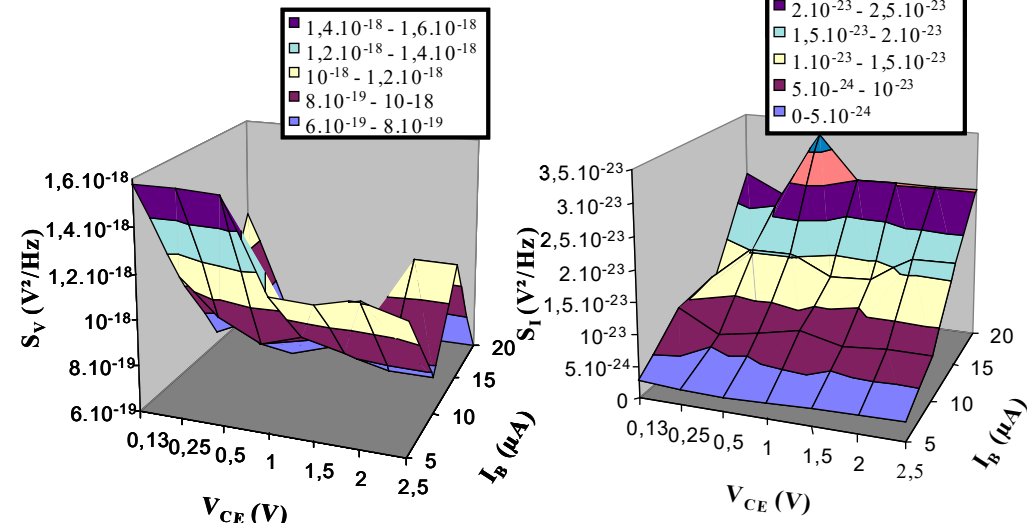 1,4.10-18 - 1,6.10-18
1,2.10-18 - 1,4.10-18
10-18 - 1,2.10-18
8.10-19 - 10-18
6.10-19 - 8.10-19
1,6.10-18
1,4.10-18
1,2.10-18
10-18
8.10-19
6.10-19
SV (V²/Hz)
0,13
0,25
0,5
1
1,5
2
2,5
VCE (V)
5
10
15
20
IB (µA)
2.10-23 - 2,5.10-23
1,5.10-23 - 2.10-23
1.10-23 - 1,5.10-23
5.10-24 - 10-23
0-5.10-24
3,5.10-23
3.10-23
2,5.10-23
2.10-23
1,5.10-23
10-23
5.10-24
0
SI (V²/Hz)
0,13
0,25
0,5
1
1,5
2
2,5
VCE (V)
5
10
15
20
IB (µA)